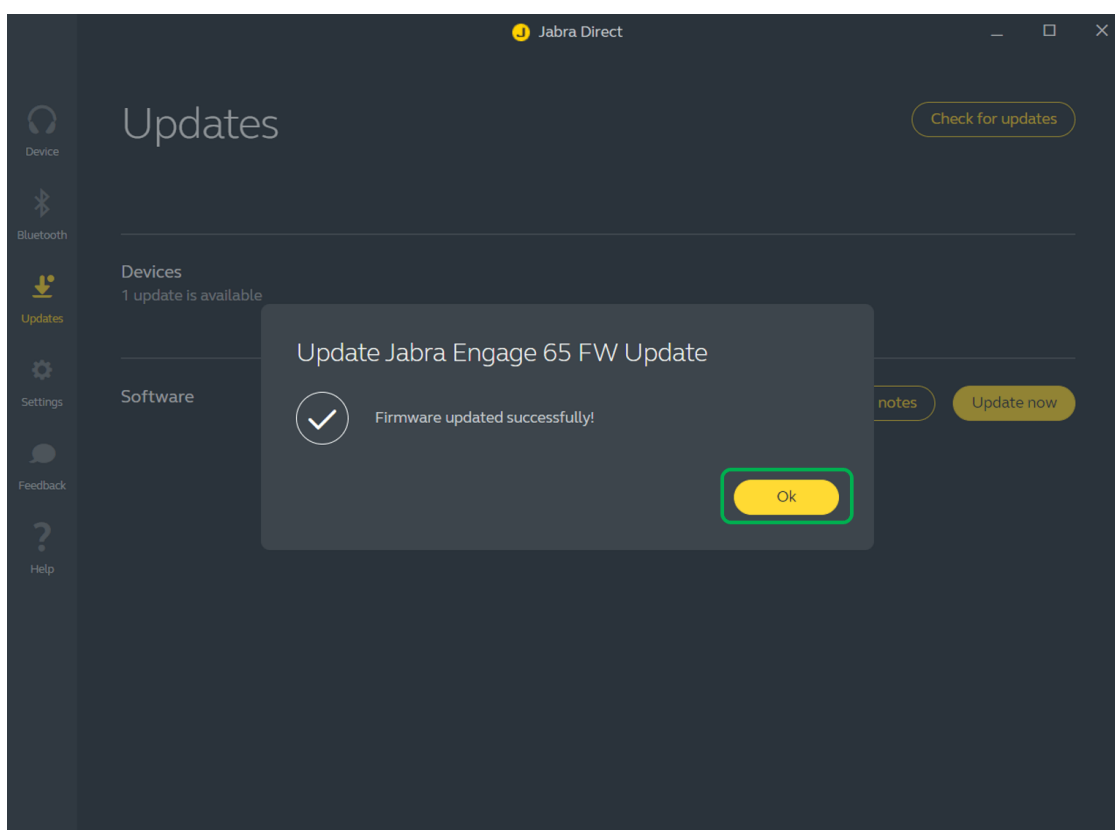 Jabra Direct
Updates
Check for updates
Device
Bluetooth
Updates
Settings
Feedback
Help
Devices
1 update is available
Software
notes
Update now
Update Jabra Engage 65 FW Update
Firmware updated successfully!
Ok